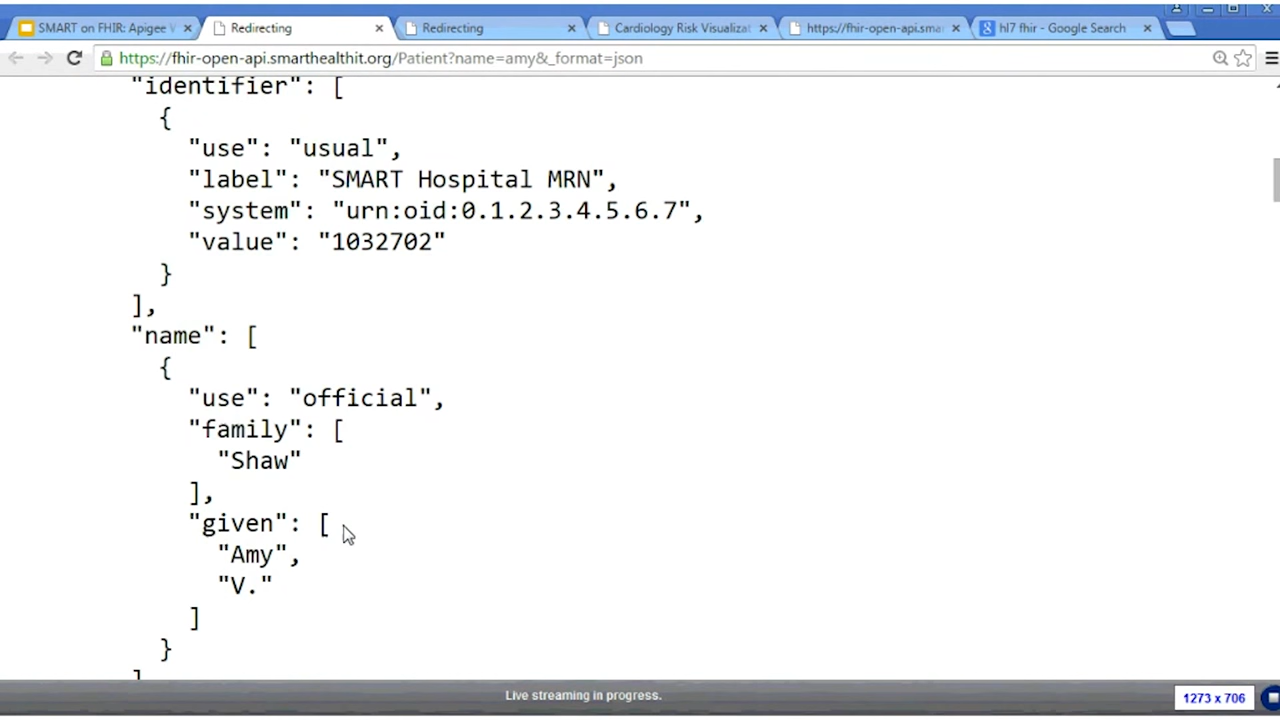 SMART on FHIR: Apigee
Redirecting
Redirecting
Cardiology Risk Visualizat
https://fhir-open-api.smar
hl7 fhir - Google Search
https://fhir-open-api.smarthealthit.org/Patient?name=amy&_format=json
"identifier": [
{
"use": "usual",
"label": "SMART Hospital MRN",
"system": "urn:oid:0.1.2.3.4.5.6.7",
"value": "1032702"
}
],
"name": [
{
"use": "official",
"family": [
"Shaw"
],
"given": [
"Amy",
"V."
]
}
]
Live streaming in progress.
1273 x 706